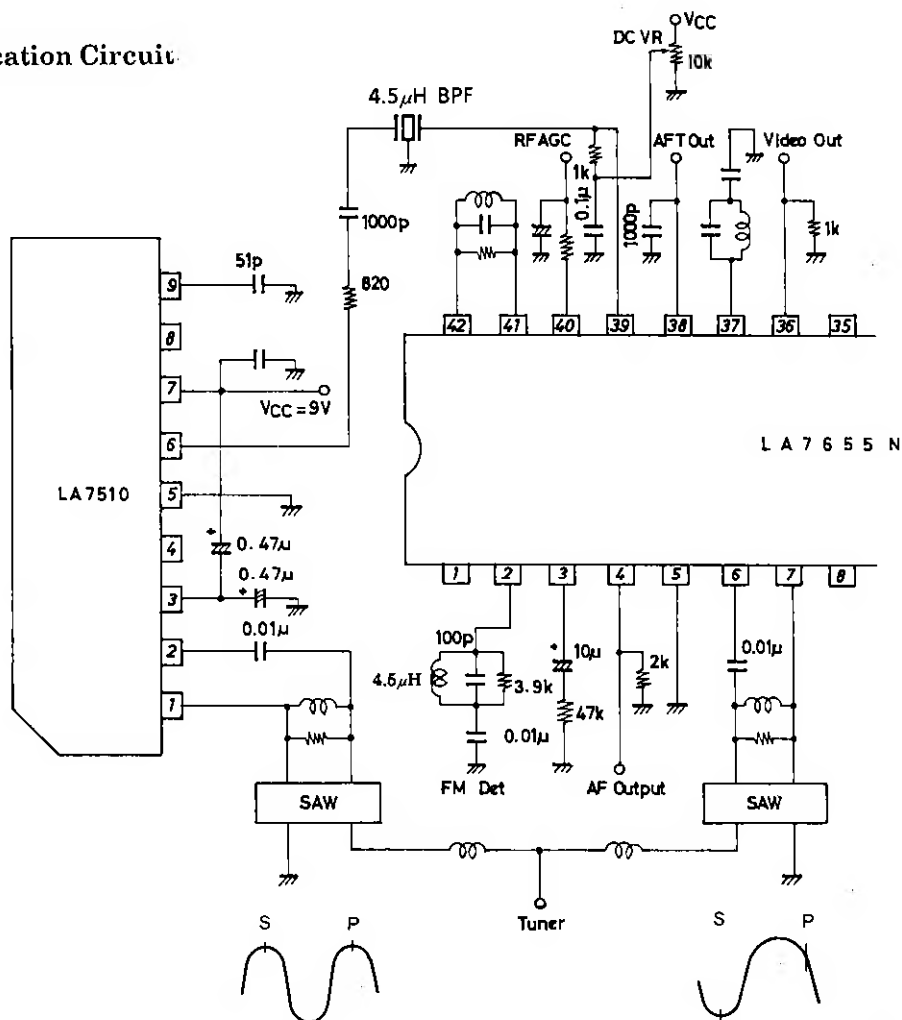 cation Circuit
VCC
DC VR
10k
4.5μH BPF
RF AGC
AFT Out
Video Out
1k
0.1μ
1000p
1k
1000p
820
51p
9
8
7
6
5
4
3
2
1
VCC = 9V
LA7510
0.47μ
0.47μ
0.01μ
42
41
40
39
38
37
36
35
LA7655N
1
2
3
4
5
6
7
8
100p
4.5μH
3.9k
0.01μ
FM Det
10μ
47k
2k
AF Output
0.01μ
SAW
SAW
Tuner
S
P
S
P